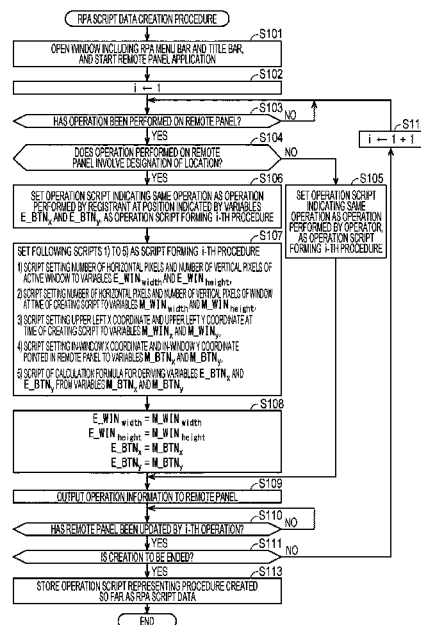 RPA SCRIPT DATA CREATION PROCEDURE
S101
OPEN WINDOW INCLUDING RPA MENU BAR AND TITLE BAR,
AND START REMOTE PANEL APPLICATION
S102
i ← 1
S103
HAS OPERATION BEEN PERFORMED ON REMOTE PANEL?
NO
YES
S104
DOES OPERATION PERFORMED ON REMOTE
PANEL INVOLVE DESIGNATION OF LOCATION?
NO
YES
S11
i ← 1 + 1
S106
SET OPERATION SCRIPT INDICATING SAME OPERATION AS OPERATION
PERFORMED BY REGISTRANT AT POSITION INDICATED BY VARIABLES
E_BTNx AND E_BTNy, AS OPERATION SCRIPT FORMING i-TH PROCEDURE
S105
SET OPERATION SCRIPT
INDICATING SAME
OPERATION AS OPERATION
PERFORMED BY OPERATOR,
AS OPERATION SCRIPT
FORMING i-TH PROCEDURE
S107
SET FOLLOWING SCRIPTS 1) TO 5) AS SCRIPT FORMING i-TH PROCEDURE
1) SCRIPT SETTING NUMBER OF HORIZONTAL PIXELS AND NUMBER OF VERTICAL PIXELS OF
ACTIVE WINDOW TO VARIABLES E_WINwidth AND E_WINheight,
2) SCRIPT SETTING NUMBER OF HORIZONTAL PIXELS AND NUMBER OF VERTICAL PIXELS OF WINDOW
AT TIME OF CREATING SCRIPT TO VARIABLES M_WINwidth AND M_WINheight,
3) SCRIPT SETTING UPPER LEFT X COORDINATE AND UPPER LEFT Y COORDINATE AT
TIME OF CREATING SCRIPT TO VARIABLES M_WINx AND M_WINy,
4) SCRIPT SETTING IN-WINDOW X COORDINATE AND IN-WINDOW Y COORDINATE
POINTED IN REMOTE PANEL TO VARIABLES M_BTNx AND M_BTNy,
5) SCRIPT OF CALCULATION FORMULA FOR DERIVING VARIABLES E_BTNx AND
E_BTNy FROM VARIABLES M_BTNx AND M_BTNy
S108
E_WINwidth = M_WINwidth
E_WINheight = M_WINheight
E_BTNx = M_BTNx
E_BTNy = M_BTNy
S109
OUTPUT OPERATION INFORMATION TO REMOTE PANEL
S110
HAS REMOTE PANEL BEEN UPDATED BY i-TH OPERATION?
NO
YES
S111
IS CREATION TO BE ENDED?
NO
YES
S113
STORE OPERATION SCRIPT REPRESENTING PROCEDURE CREATED
SO FAR AS RPA SCRIPT DATA
END